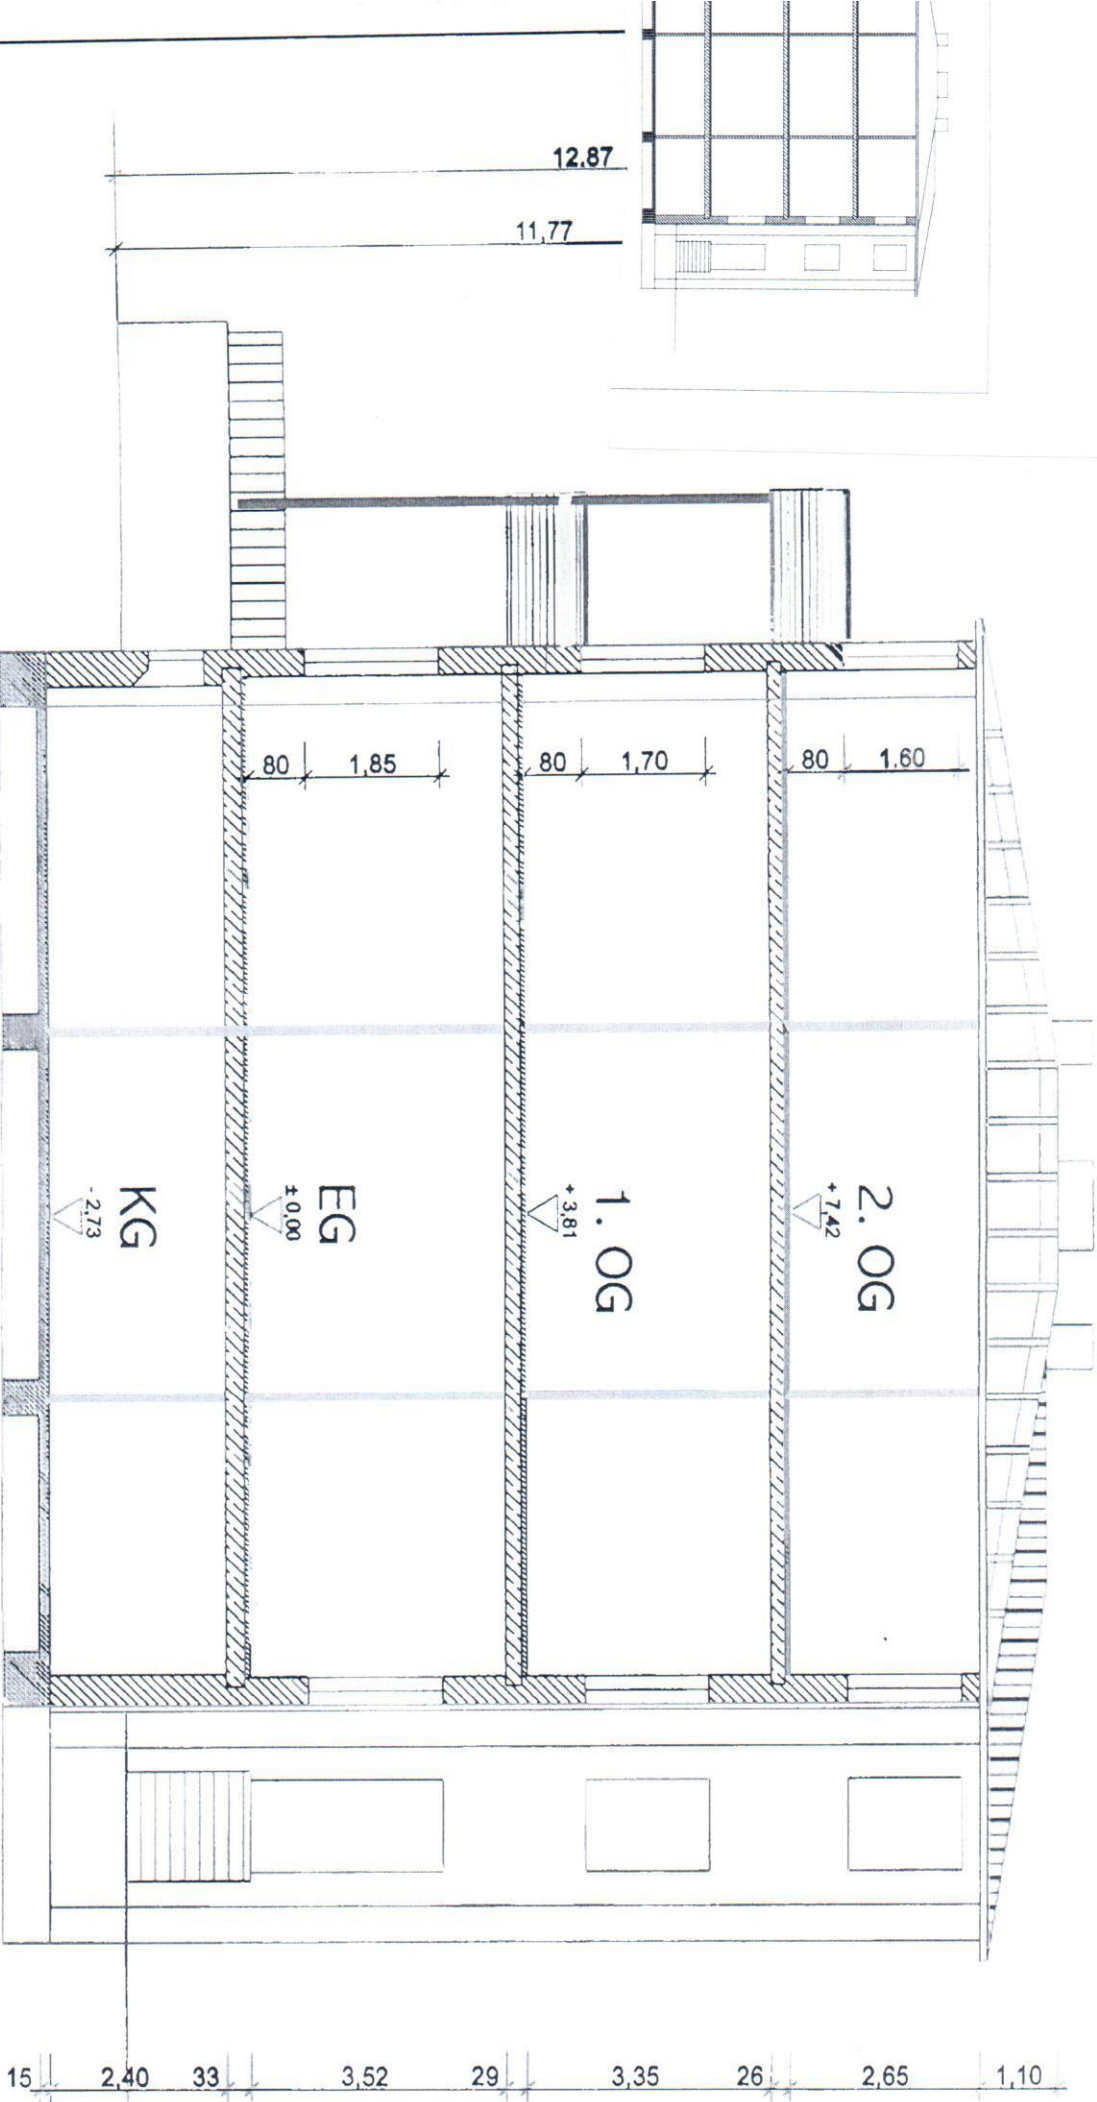 12.87
11,77
80 1,85 80 1,70 80 1.60
2. OG
+ 7,42
1. OG
+ 3,81
EG
± 0,00
KG
- 2,73
15 2,40 33 3,52 29 3,35 26 2,65 1,10